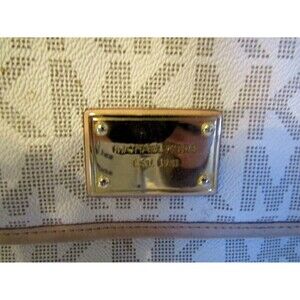 MICHAEL KORS
EST. 1981